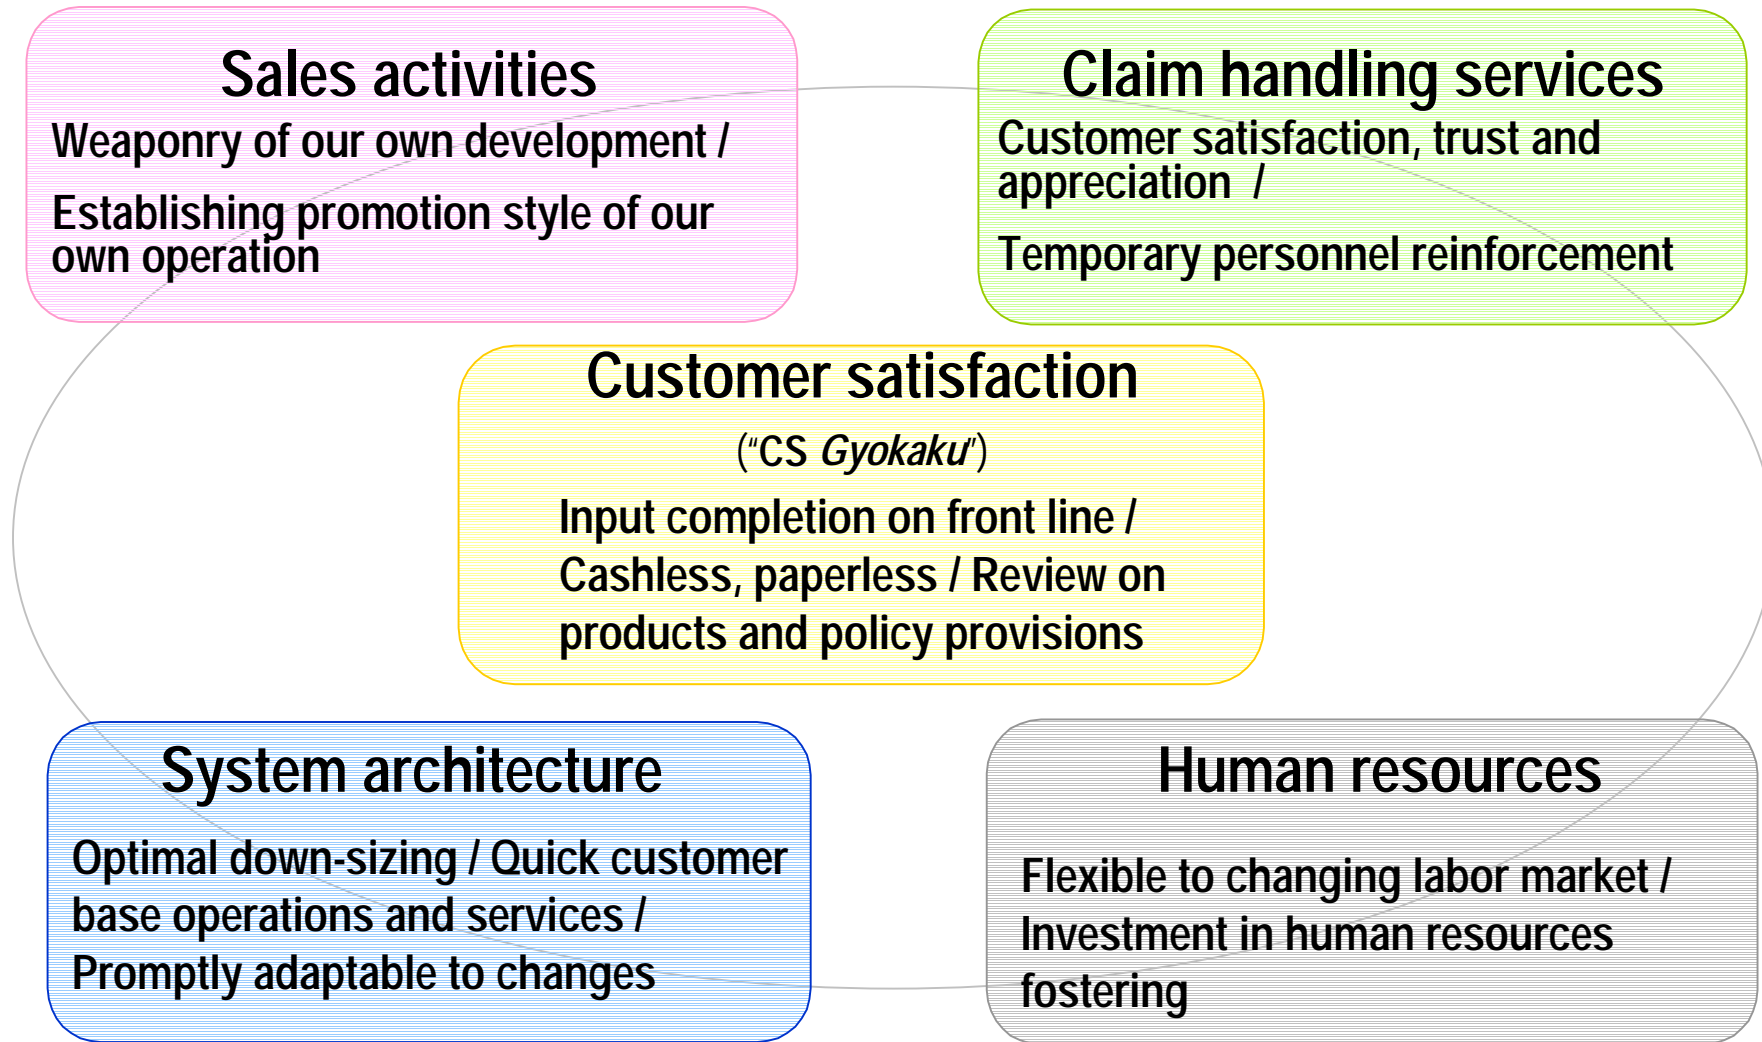 Sales activities
Weaponry of our own development /
Establishing promotion style of our
own operation
Claim handling services
Customer satisfaction, trust and
appreciation /
Temporary personnel reinforcement
Customer satisfaction
("CS Gyokaku")
Input completion on front line /
Cashless, paperless / Review on
products and policy provisions
System architecture
Optimal down-sizing / Quick customer
base operations and services /
Promptly adaptable to changes
Human resources
Flexible to changing labor market /
Investment in human resources
fostering